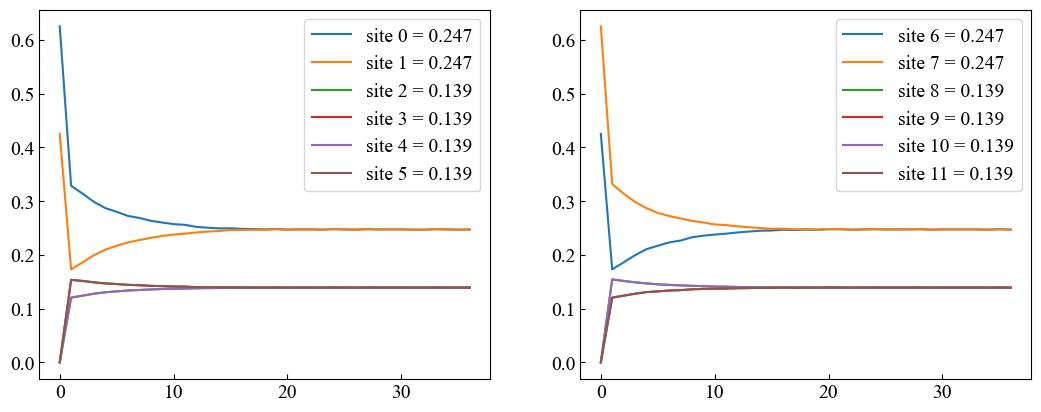 0.6
0.5
0.4
0.3
0.2
0.1
0.0
0 10 20 30
site 0 = 0.247
site 1 = 0.247
site 2 = 0.139
site 3 = 0.139
site 4 = 0.139
site 5 = 0.139
0.6
0.5
0.4
0.3
0.2
0.1
0.0
0 10 20 30
site 6 = 0.247
site 7 = 0.247
site 8 = 0.139
site 9 = 0.139
site 10 = 0.139
site 11 = 0.139